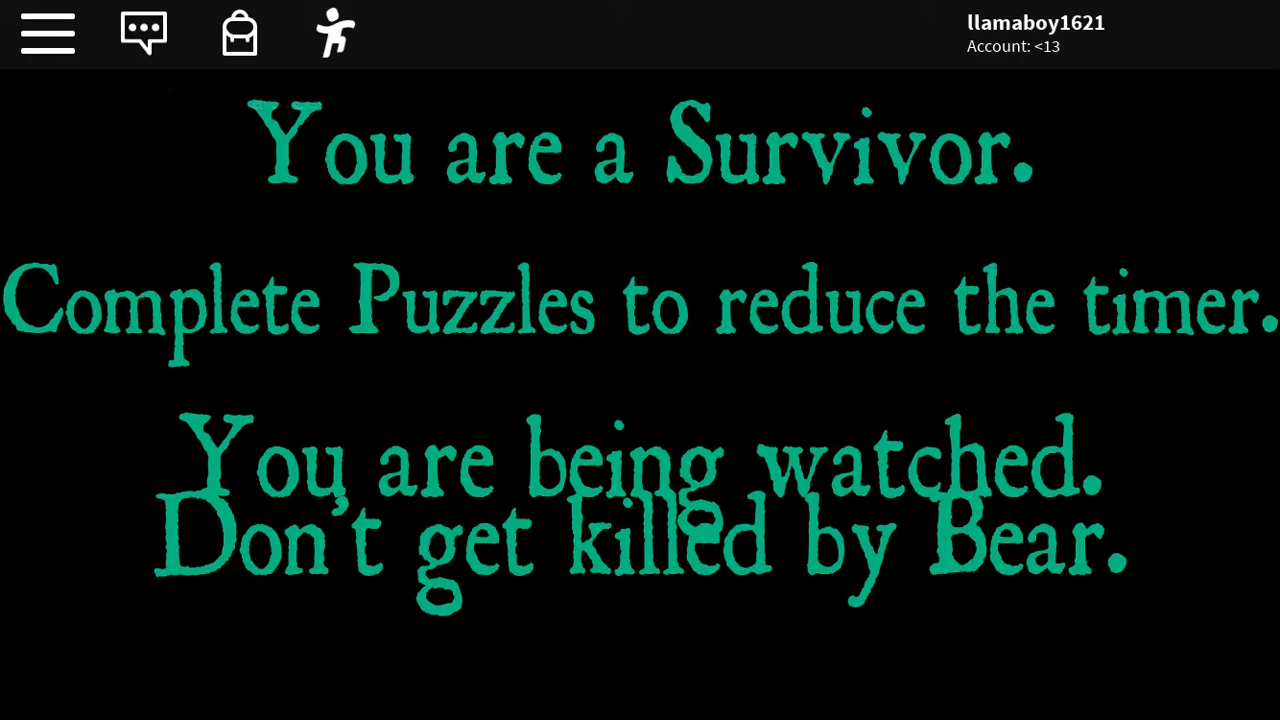 llamaboy1621
Account: <13
You are a Survivor.
Complete Puzzles to reduce the timer.
You are being watched.
Don't get killed by Bear.